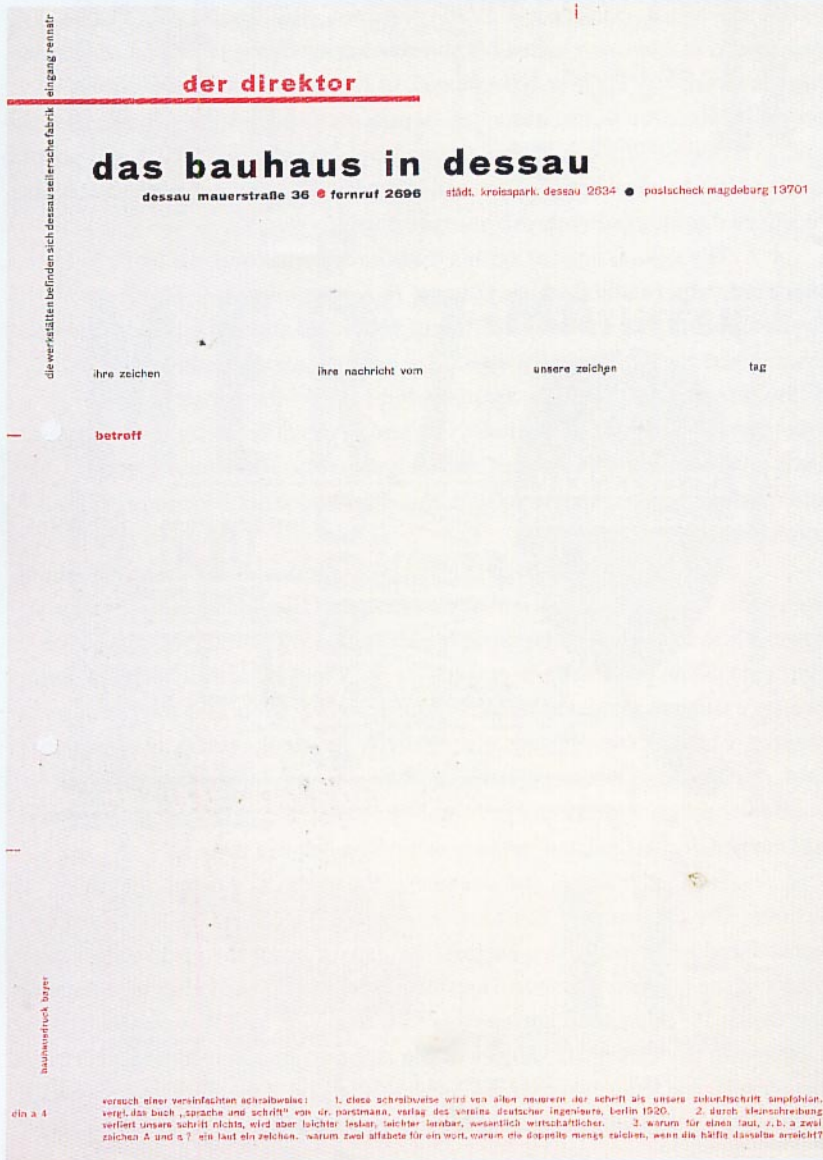 der direktor
das bauhaus in dessau
dessau mauerstraße 36 ● fernruf 2696 städt. kreisspark. dessau 2634 ● postscheck magdeburg 13701
die werkstätten befinden sich dessau seilersche fabrik eingang rennstr
ihre zeichen ihre nachricht vom unsere zeichen tag
betreff
bauhausdruck bayer
din a 4
versuch einer vereinfachten schreibweise: 1. diese schreibweise wird von allen neuerern der schrift als unsere zukunftschrift empfohlen.
vergl. das buch „sprache und schrift“ von dr. porstmann, verlag des vereins deutscher ingenieure, berlin 1920. 2. durch kleinschreibung
verliert unsere schrift nichts, wird aber leichter lesbar, leichter lernbar, wesentlich wirtschaftlicher. 3. warum für einen laut, z. b. a zwei
zeichen A und a? ein laut ein zeichen. warum zwei alfabete für ein wort, warum die doppelte menge zeichen, wenn die hälfte dasselbe erreicht?